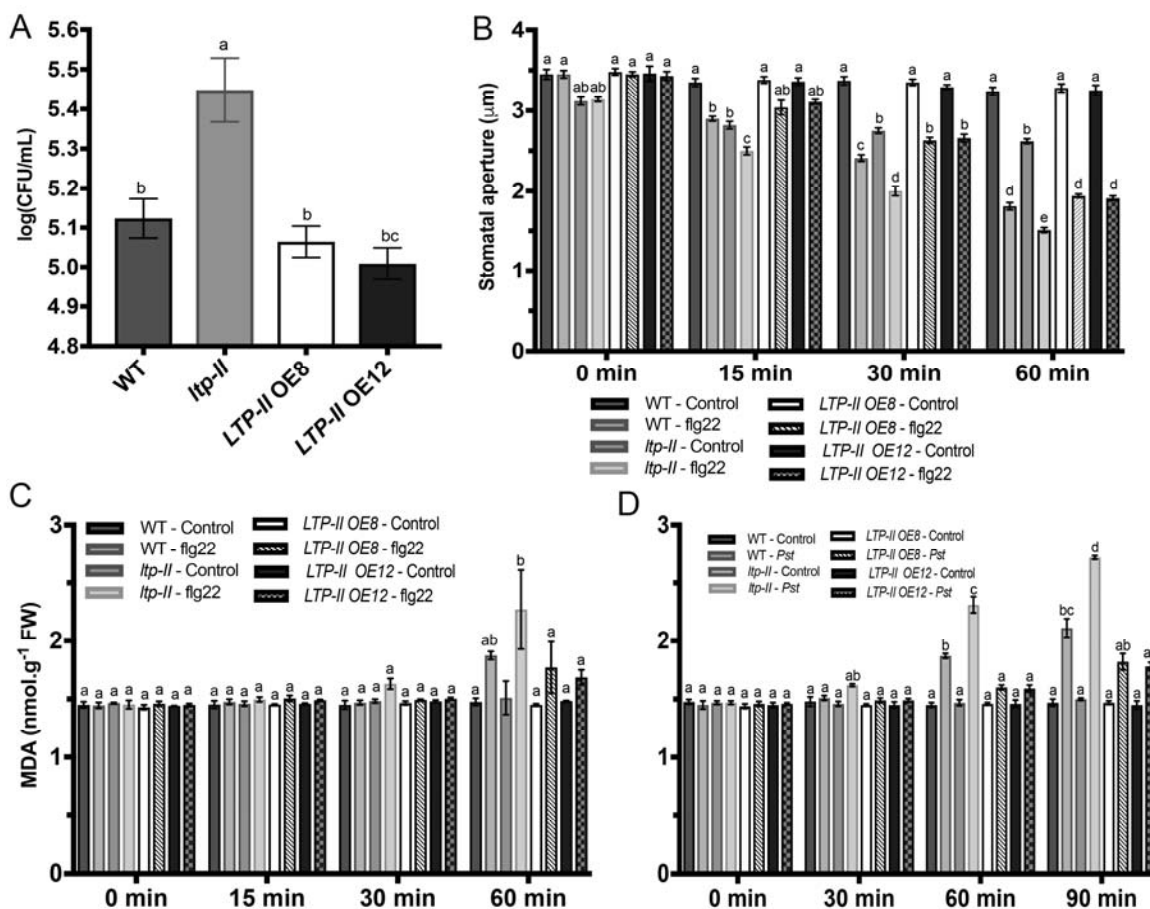 A
log(CFU/mL)
5.6
5.5
5.4
5.3
5.2
5.1
5.0
4.9
4.8
b
a
b
bc
WT
ltp-II
LTP-II OE8
LTP-II OE12
B
Stomatal aperture (μm)
4
3
2
1
0
a a ab ab a a a a
a b b c a ab a ab
a c b d a b a b
a d b e a d a d
0 min 15 min 30 min 60 min
WT - Control
WT - flg22
ltp-II - Control
ltp-II - flg22
LTP-II OE8 - Control
LTP-II OE8 - flg22
LTP-II OE12 - Control
LTP-II OE12 - flg22
C
MDA (nmol.g-1 FW)
3
2
1
0
WT - Control
WT - flg22
ltp-II - Control
ltp-II - flg22
LTP-II OE8 - Control
LTP-II OE8 - flg22
LTP-II OE12 - Control
LTP-II OE12 - flg22
a a a a a a a a
a a a a a a a a
a a a a a a a a
a ab a b a a a a
0 min 15 min 30 min 60 min
D
3
2
1
0
WT - Control
WT - Pst
ltp-II - Control
ltp-II - Pst
LTP-II OE8 - Control
LTP-II OE8 - Pst
LTP-II OE12 - Control
LTP-II OE12 - Pst
a a a a a a a a
a a a ab a a a a
a b a c a a a a
a bc a d a ab a a
0 min 30 min 60 min 90 min